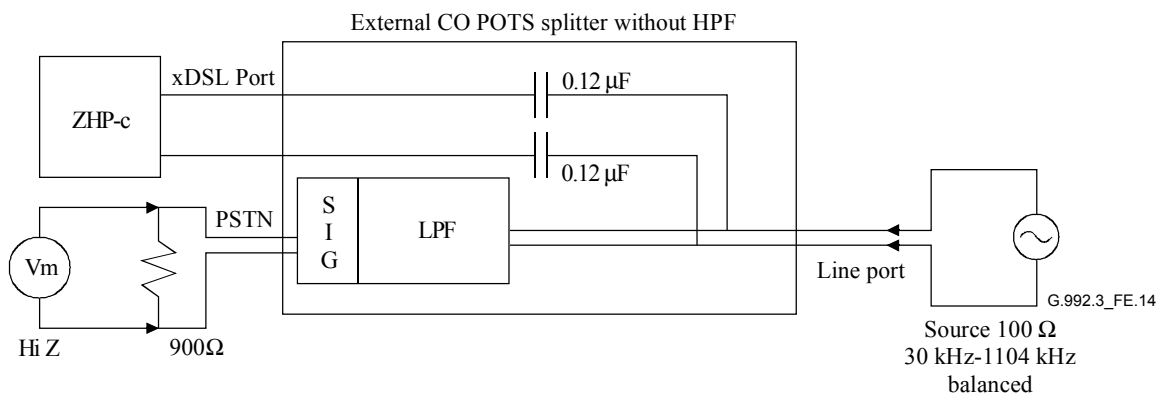 External CO POTS splitter without HPF
xDSL Port
0.12 µF
ZHP-c
0.12 µF
PSTN
S
I
G
LPF
Vm
Line port
G.992.3_FE.14
Hi Z
900Ω
Source 100 Ω
30 kHz-1104 kHz
balanced